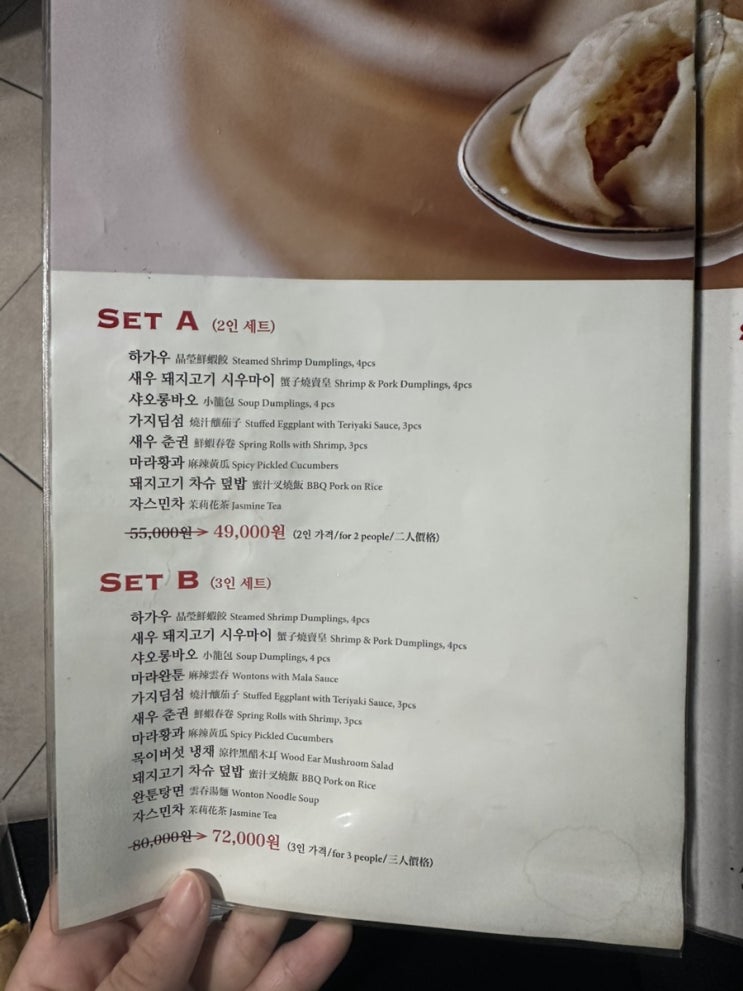 SET A (2인 세트)
하가우 晶瑩鮮蝦餃 Steamed Shrimp Dumplings, 4pcs
새우 돼지고기 시우마이 蟹子燒賣皇 Shrimp & Pork Dumplings, 4pcs
샤오롱바오 小籠包 Soup Dumplings, 4 pcs
가지딤섬 燒汁釀茄子 Stuffed Eggplant with Teriyaki Sauce, 3pcs
새우 춘권 鮮蝦春卷 Spring Rolls with Shrimp, 3pcs
마라황과 麻辣黃瓜 Spicy Pickled Cucumbers
돼지고기 차슈 덮밥 蜜汁叉燒飯 BBQ Pork on Rice
자스민차 茉莉花茶 Jasmine Tea
55,000원 > 49,000원 (2인 가격/for 2 people/二人價格)
SET B (3인 세트)
하가우 晶瑩鮮蝦餃 Steamed Shrimp Dumplings, 4pcs
새우 돼지고기 시우마이 蟹子燒賣皇 Shrimp & Pork Dumplings, 4pcs
샤오롱바오 小籠包 Soup Dumplings, 4 pcs
마라완툰 麻辣雲吞 Wontons with Mala Sauce
가지딤섬 燒汁釀茄子 Stuffed Eggplant with Teriyaki Sauce, 3pcs
새우 춘권 鮮蝦春卷 Spring Rolls with Shrimp, 3pcs
마라황과 麻辣黃瓜 Spicy Pickled Cucumbers
목이버섯 냉채 涼拌黑醋木耳 Wood Ear Mushroom Salad
돼지고기 차슈 덮밥 蜜汁叉燒飯 BBQ Pork on Rice
완툰탕면 雲吞湯麵 Wonton Noodle Soup
자스민차 茉莉花茶 Jasmine Tea
80,000원 > 72,000원 (3인 가격/for 3 people/三人價格)